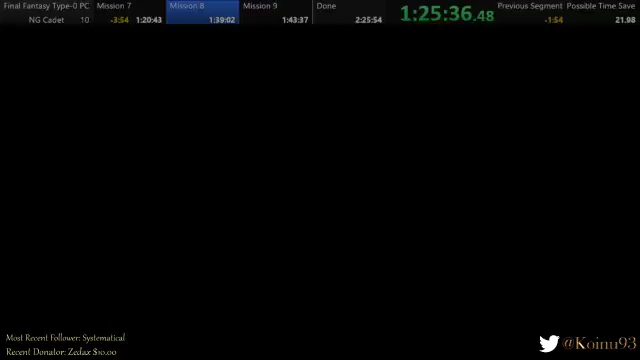 Final Fantasy Type-0 PC Mission 7 Mission 8 Mission 9 Done 1:25:36.48 Previous Segment Possible Time Save
NG Cadet 10 -3:54 1:20:43 1:39:02 1:43:37 2:25:54 -1:54 21.98
Most Recent Follower: Systematical
Recent Donator: Zedax $10.00
@Koinu93